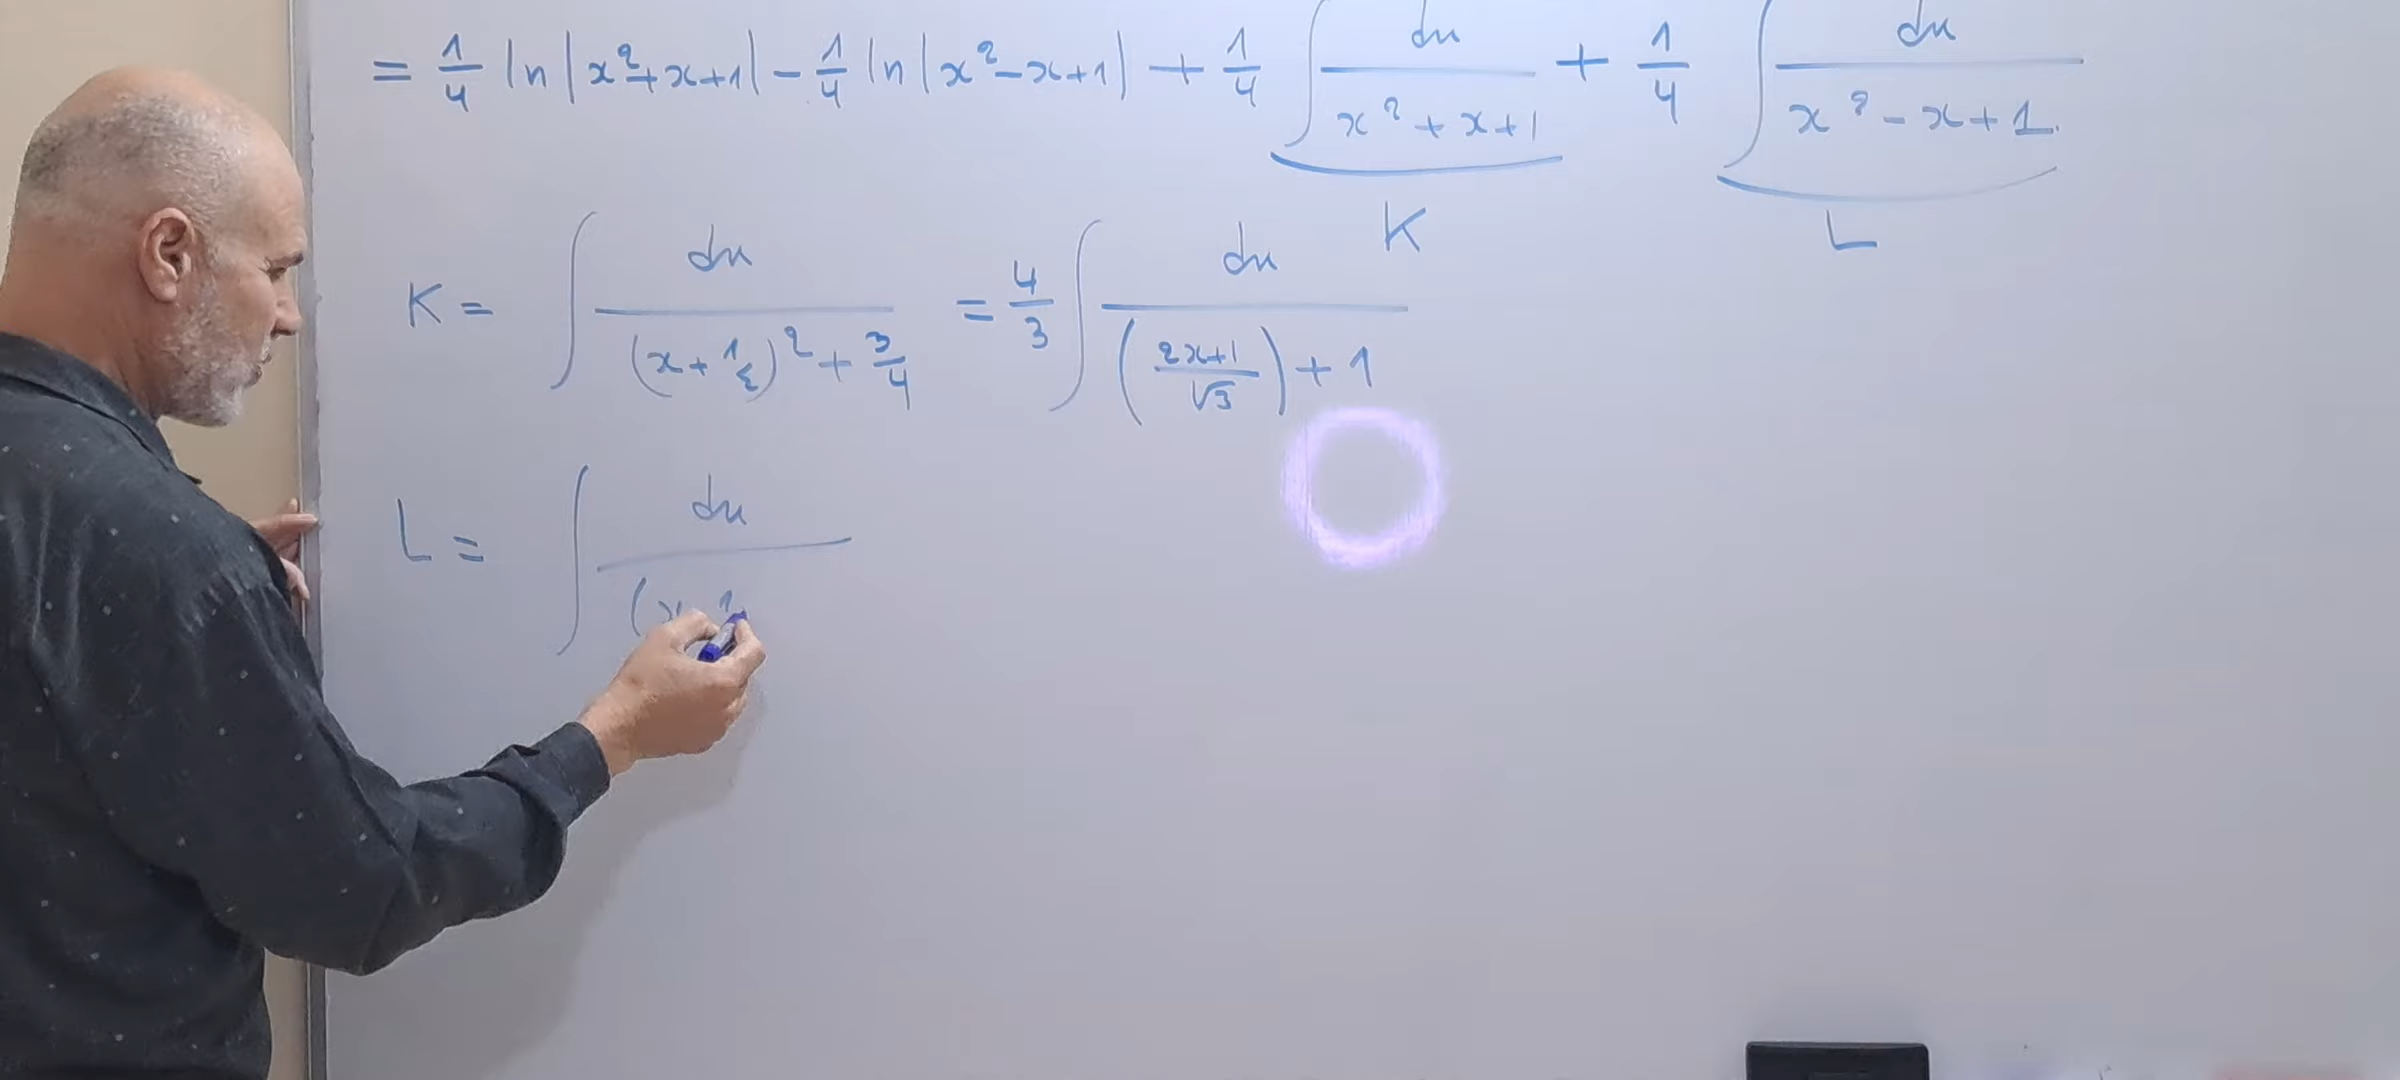 = 1/4 ln|x²+x+1| - 1/4 ln|x²-x+1| + 1/4 ∫ dx/(x²+x+1) + 1/4 ∫ dx/(x²-x+1)
K L
K = ∫ dx/((x+1/2)²+3/4) = 4/3 ∫ dx/(((2x+1)/√3)+1)
L = ∫ dx/(x